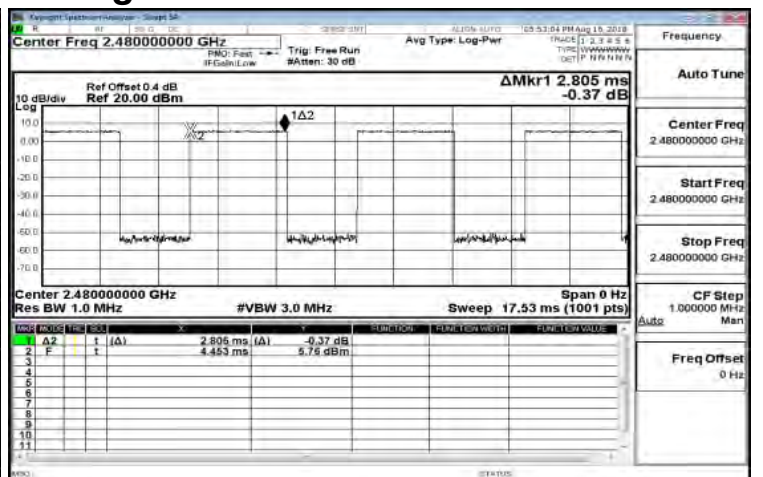 Keysight Spectrum Analyzer - Swept SA
Center Freq 2.480000000 GHz
PNO: Fast
IFGain:Low
Trig: Free Run
#Atten: 30 dB
Avg Type: Log-Pwr
05:53:04 PM Aug 16, 2018
TRACE 1 2 3 4 5 6
TYPE WWWWWW
DET P N N N N N
Frequency
Auto Tune
Center Freq
2.480000000 GHz
Start Freq
2.480000000 GHz
Stop Freq
2.480000000 GHz
CF Step
1.000000 MHz
Auto Man
Freq Offset
0 Hz
Ref Offset 0.4 dB
10 dB/div Ref 20.00 dBm
Log
ΔMkr1 2.805 ms
-0.37 dB
1Δ2
2
10.0
0.00
-10.0
-20.0
-30.0
-40.0
-50.0
-60.0
-70.0
Center 2.480000000 GHz
Span 0 Hz
Res BW 1.0 MHz
#VBW 3.0 MHz
Sweep 17.53 ms (1001 pts)
MKR MODE TRC SCL X Y FUNCTION FUNCTION WIDTH FUNCTION VALUE
1 Δ2 t (Δ) 2.805 ms (Δ) -0.37 dB
2 F t 4.453 ms 5.76 dBm
3
4
5
6
7
8
9
10
11
MSG
STATUS